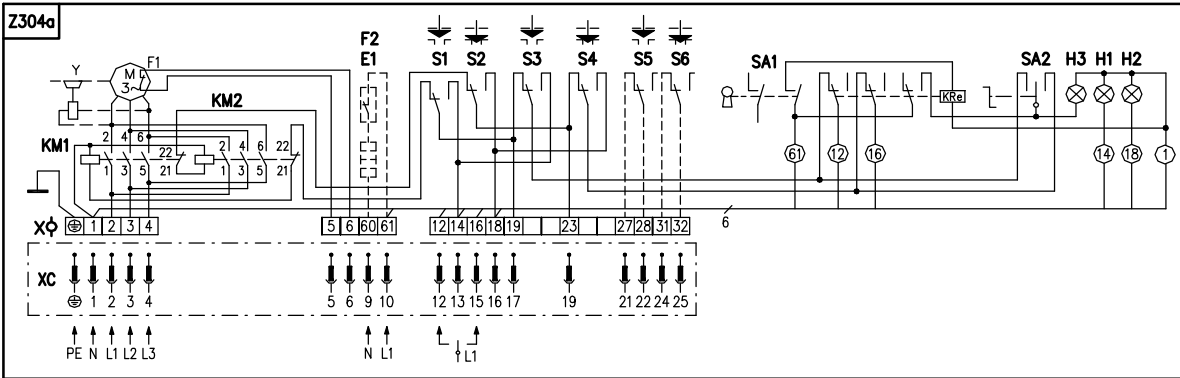 Z304a
F2
E1
S1 S2 S3 S4 S5 S6
SA1 SA2 H3 H1 H2
Y
M
3~
F1
KM2
KRe
KM1
2 4 6 22 2 4 6 22
1 3 5 21 1 3 5 21
61 12 16 14 18 1
6
X
1 2 3 4 5 6 60 61 12 14 16 18 19 23 27 28 31 32
XC
1 2 3 4 5 6 9 10 12 13 15 16 17 19 21 22 24 25
PE N L1 L2 L3 N L1 L1